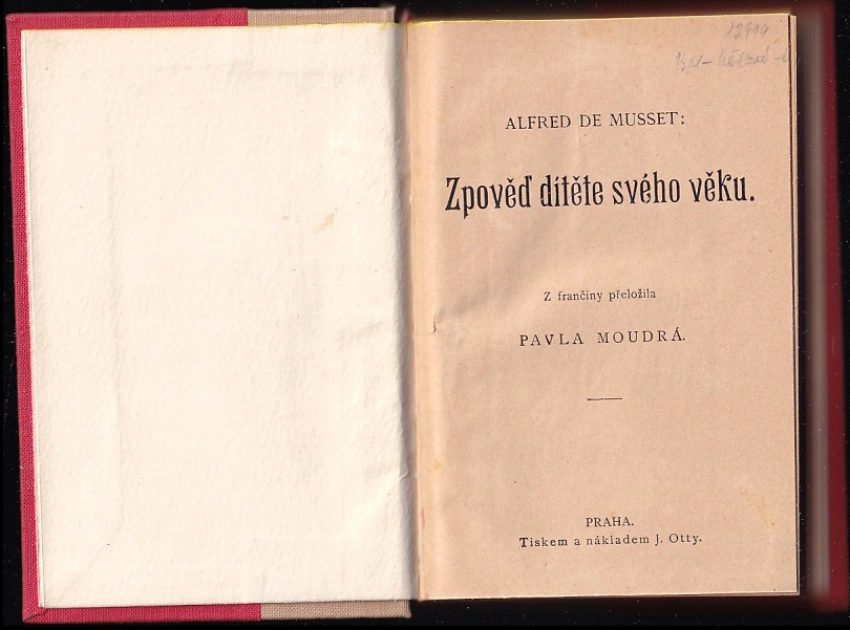 ALFRED DE MUSSET:
Zpověď dítěte svého věku.
Z frančiny přeložila
PAVLA MOUDRÁ.
PRAHA.
Tiskem a nákladem J. Otty.